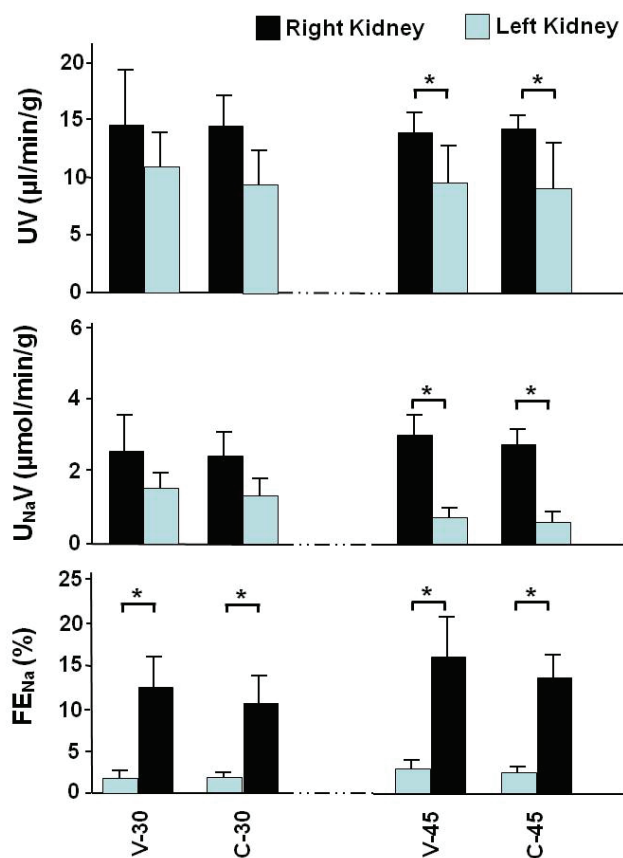 Right Kidney Left Kidney
UV (µl/min/g)
20
15
10
5
0
* *
UNaV (µmol/min/g)
6
4
2
0
* *
FENa (%)
25
20
15
10
5
0
* * * *
V-30 C-30 V-45 C-45